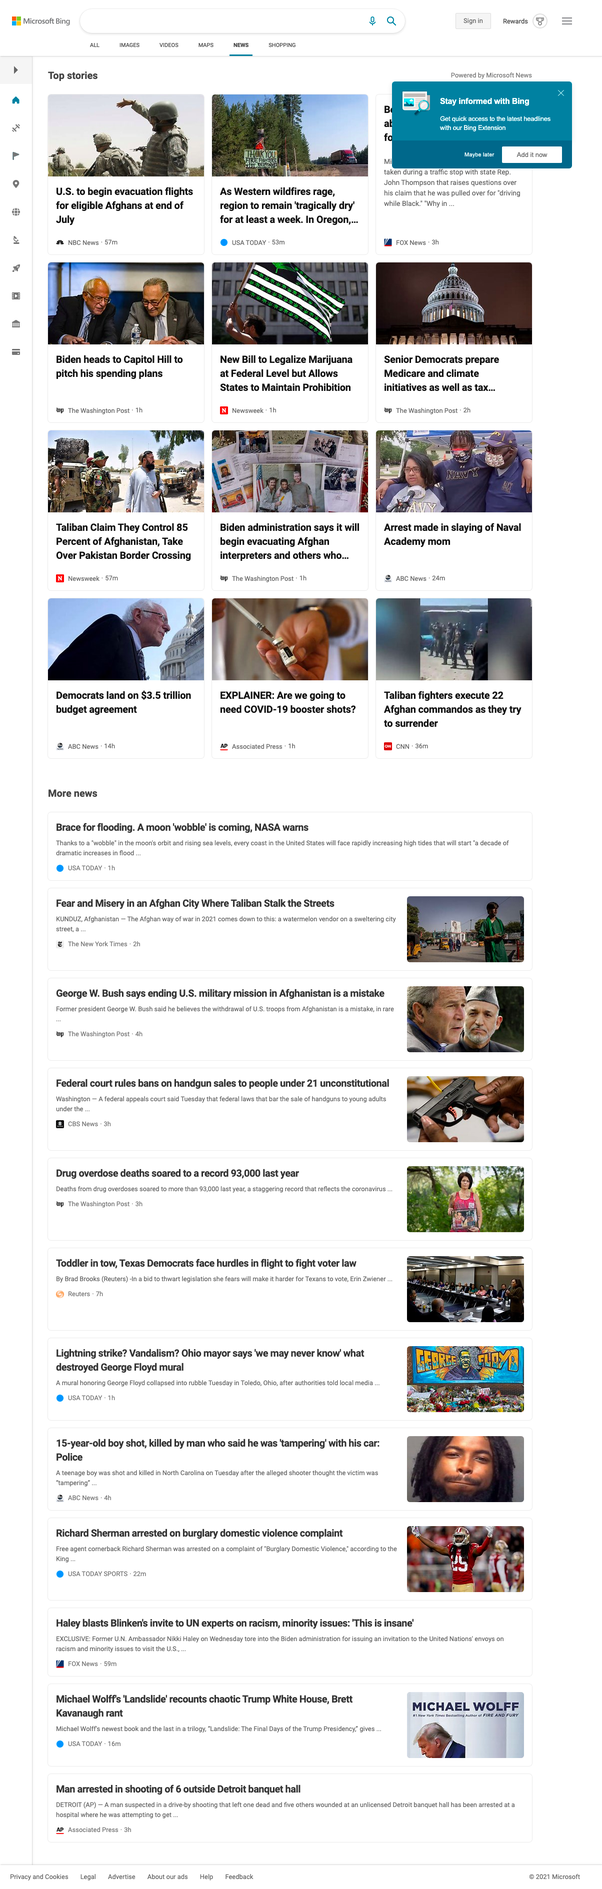 Microsoft Bing
Sign in
Rewards
ALL
IMAGES
VIDEOS
MAPS
NEWS
SHOPPING
Top stories
Powered by Microsoft News
Stay informed with Bing
Get quick access to the latest headlines
with our Bing Extension
Maybe later
Add it now
U.S. to begin evacuation flights
for eligible Afghans at end of
July
NBC News · 57m
As Western wildfires rage,
region to remain 'tragically dry'
for at least a week. In Oregon,...
USA TODAY · 53m
taken during a traffic stop with state Rep.
John Thompson that raises questions over
his claim that he was pulled over for "driving
while Black." "Why in ...
FOX News · 3h
Biden heads to Capitol Hill to
pitch his spending plans
The Washington Post · 1h
New Bill to Legalize Marijuana
at Federal Level but Allows
States to Maintain Prohibition
Newsweek · 1h
Senior Democrats prepare
Medicare and climate
initiatives as well as tax...
The Washington Post · 2h
Taliban Claim They Control 85
Percent of Afghanistan, Take
Over Pakistan Border Crossing
Newsweek · 57m
Biden administration says it will
begin evacuating Afghan
interpreters and others who...
The Washington Post · 1h
NAVY
Arrest made in slaying of Naval
Academy mom
ABC News · 24m
Democrats land on $3.5 trillion
budget agreement
ABC News · 14h
EXPLAINER: Are we going to
need COVID-19 booster shots?
AP Associated Press · 1h
Taliban fighters execute 22
Afghan commandos as they try
to surrender
CNN · 36m
More news
Brace for flooding. A moon 'wobble' is coming, NASA warns
Thanks to a "wobble" in the moon's orbit and rising sea levels, every coast in the United States will face rapidly increasing high tides that will start "a decade of
dramatic increases in flood ...
USA TODAY · 1h
Fear and Misery in an Afghan City Where Taliban Stalk the Streets
KUNDUZ, Afghanistan — The Afghan way of war in 2021 comes down to this: a watermelon vendor on a sweltering city
street, a ...
The New York Times · 2h
George W. Bush says ending U.S. military mission in Afghanistan is a mistake
Former president George W. Bush said he believes the withdrawal of U.S. troops from Afghanistan is a mistake, in rare
...
The Washington Post · 4h
Federal court rules bans on handgun sales to people under 21 unconstitutional
Washington — A federal appeals court said Tuesday that federal laws that bar the sale of handguns to young adults
under the ...
CBS News · 3h
Drug overdose deaths soared to a record 93,000 last year
Deaths from drug overdoses soared to more than 93,000 last year, a staggering record that reflects the coronavirus ...
The Washington Post · 3h
Toddler in tow, Texas Democrats face hurdles in flight to fight voter law
By Brad Brooks (Reuters) -In a bid to thwart legislation she fears will make it harder for Texans to vote, Erin Zwiener ...
Reuters · 7h
Lightning strike? Vandalism? Ohio mayor says 'we may never know' what
destroyed George Floyd mural
A mural honoring George Floyd collapsed into rubble Tuesday in Toledo, Ohio, after authorities told local media ...
USA TODAY · 1h
GEORGE FLOYD
15-year-old boy shot, killed by man who said he was 'tampering' with his car:
Police
A teenage boy was shot and killed in North Carolina on Tuesday after the alleged shooter thought the victim was
"tampering" ...
ABC News · 4h
Richard Sherman arrested on burglary domestic violence complaint
Free agent cornerback Richard Sherman was arrested on a complaint of "Burglary Domestic Violence," according to the
King ...
USA TODAY SPORTS · 22m
25
Haley blasts Blinken's invite to UN experts on racism, minority issues: 'This is insane'
EXCLUSIVE: Former U.N. Ambassador Nikki Haley on Wednesday tore into the Biden administration for issuing an invitation to the United Nations' envoys on
racism and minority issues to visit the U.S., ...
FOX News · 59m
Michael Wolff's 'Landslide' recounts chaotic Trump White House, Brett
Kavanaugh rant
Michael Wolff's newest book and the last in a trilogy, "Landslide: The Final Days of the Trump Presidency," gives ...
USA TODAY · 16m
MICHAEL WOLFF
#1 New York Times Bestselling Author of FIRE AND FURY
Man arrested in shooting of 6 outside Detroit banquet hall
DETROIT (AP) — A man suspected in a drive-by shooting that left one dead and five others wounded at an unlicensed Detroit banquet hall has been arrested at a
hospital where he was attempting to get ...
AP Associated Press · 3h
Privacy and Cookies
Legal
Advertise
About our ads
Help
Feedback
© 2021 Microsoft